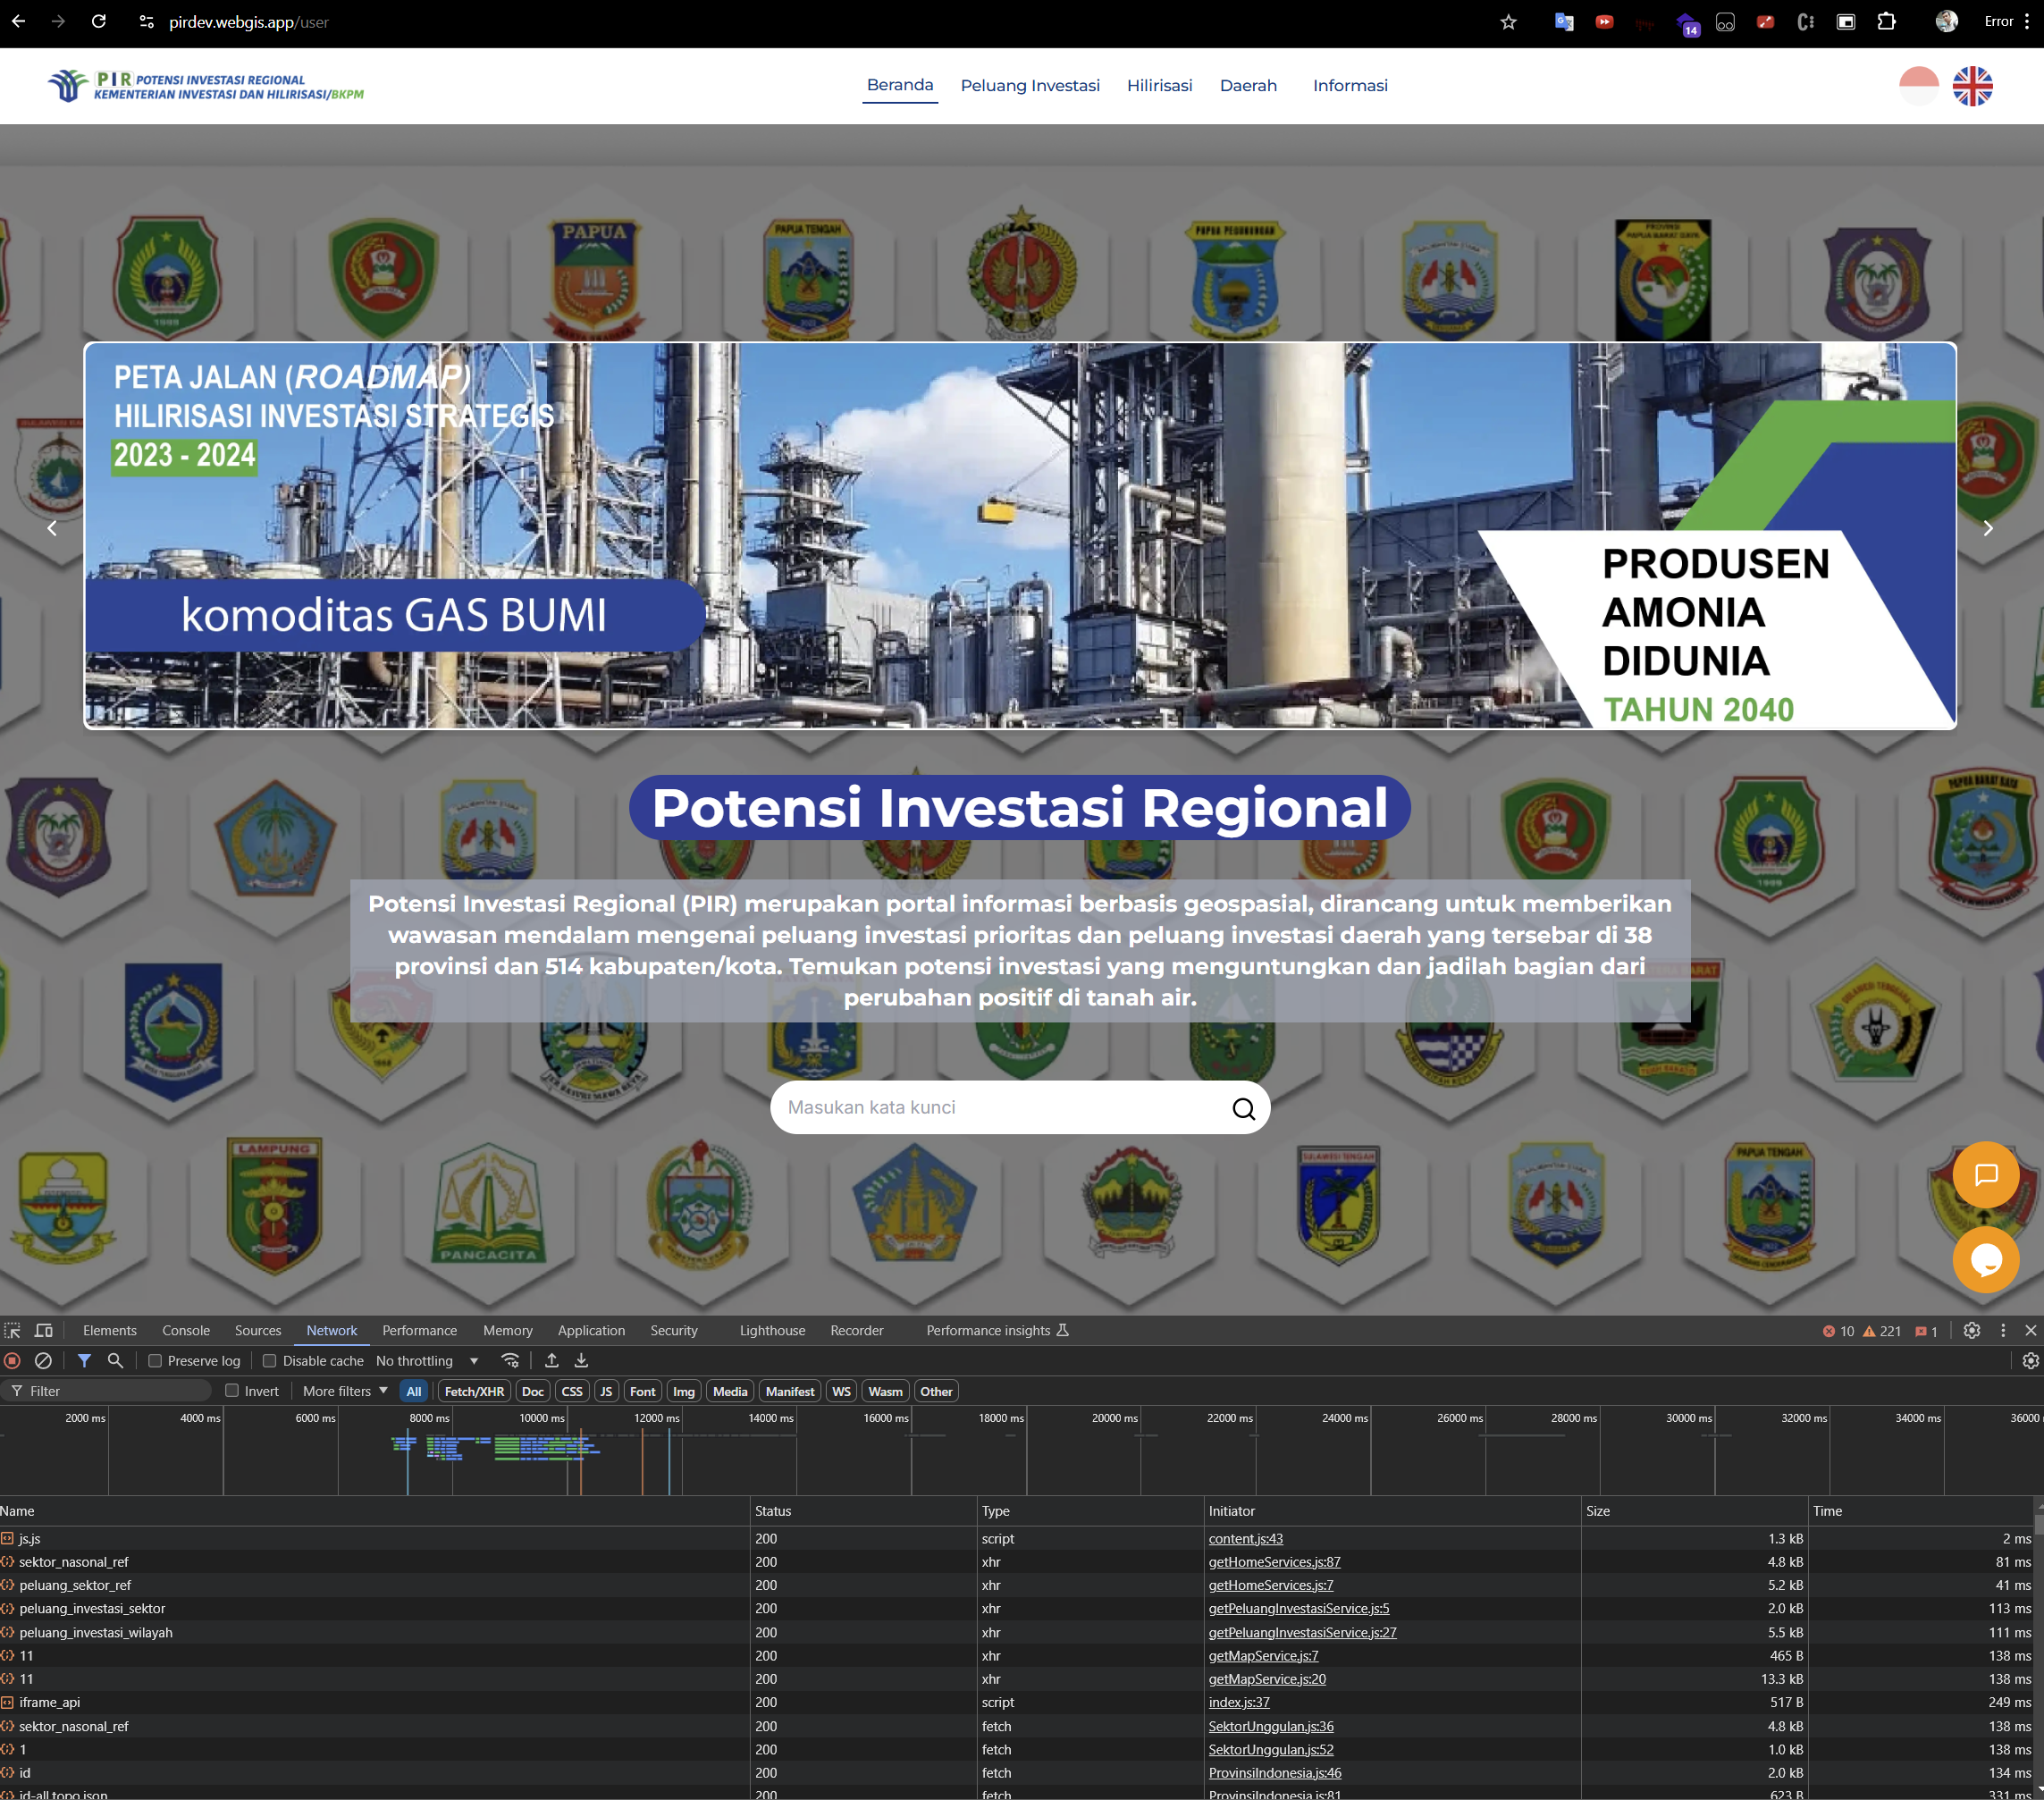 pirdev.webgis.app/user
14
Error
PIR POTENSI INVESTASI REGIONAL
KEMENTERIAN INVESTASI DAN HILIRISASI/BKPM
Beranda
Peluang Investasi
Hilirisasi
Daerah
Informasi
1999
PAPUA
PAPUA TENGAH
PAPUA PEGUNUNGAN
PROVINSI
PAPUA BARAT DAYA
PETA JALAN (ROADMAP)
HILIRISASI INVESTASI STRATEGIS
2023 - 2024
komoditas GAS BUMI
PRODUSEN
AMONIA
DIDUNIA
TAHUN 2040
Potensi Investasi Regional
1999
Potensi Investasi Regional (PIR) merupakan portal informasi berbasis geospasial, dirancang untuk memberikan
wawasan mendalam mengenai peluang investasi prioritas dan peluang investasi daerah yang tersebar di 38
provinsi dan 514 kabupaten/kota. Temukan potensi investasi yang menguntungkan dan jadilah bagian dari
perubahan positif di tanah air.
SULAWESI TENGGARA
Masukan kata kunci
LAMPUNG
PANCACITA
SULAWESI TENGAH
PAPUA TENGAH
Elements
Console
Sources
Network
Performance
Memory
Application
Security
Lighthouse
Recorder
Performance insights
10
221
1
Preserve log
Disable cache
No throttling
Filter
Invert
More filters
All
Fetch/XHR
Doc
CSS
JS
Font
Img
Media
Manifest
WS
Wasm
Other
2000 ms
4000 ms
6000 ms
8000 ms
10000 ms
12000 ms
14000 ms
16000 ms
18000 ms
20000 ms
22000 ms
24000 ms
26000 ms
28000 ms
30000 ms
32000 ms
34000 ms
36000
Name Status Type Initiator Size Time
js.js 200 script content.js:43 1.3 kB 2 ms
sektor_nasonal_ref 200 xhr getHomeServices.js:87 4.8 kB 81 ms
peluang_sektor_ref 200 xhr getHomeServices.js:7 5.2 kB 41 ms
peluang_investasi_sektor 200 xhr getPeluangInvestasiService.js:5 2.0 kB 113 ms
peluang_investasi_wilayah 200 xhr getPeluangInvestasiService.js:27 5.5 kB 111 ms
11 200 xhr getMapService.js:7 465 B 138 ms
11 200 xhr getMapService.js:20 13.3 kB 138 ms
iframe_api 200 script index.js:37 517 B 249 ms
sektor_nasonal_ref 200 fetch SektorUnggulan.js:36 4.8 kB 138 ms
1 200 fetch SektorUnggulan.js:52 1.0 kB 138 ms
id 200 fetch ProvinsiIndonesia.js:46 2.0 kB 134 ms
id-all.topo.json 200 fetch ProvinsiIndonesia.js:81 623 B 331 ms